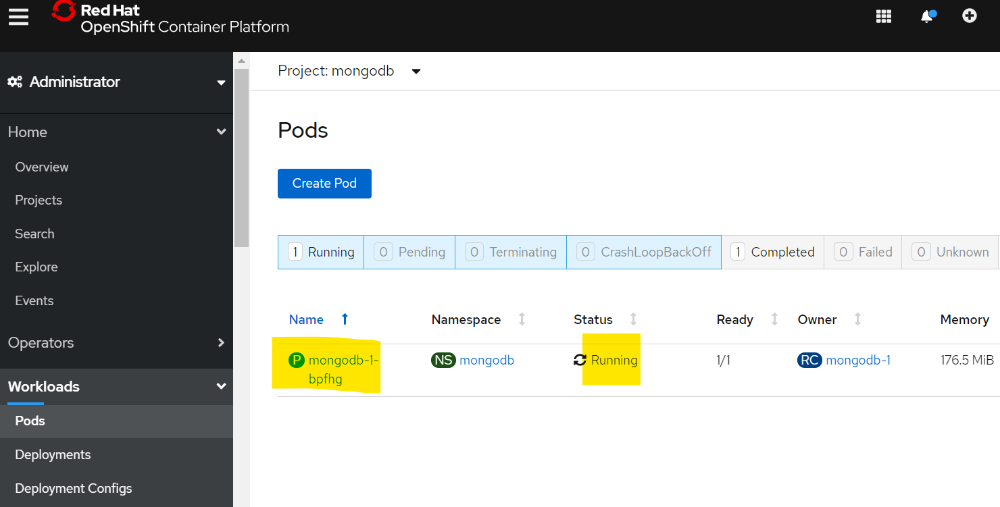 Red Hat
OpenShift Container Platform
Administrator
Project: mongodb
Home
Overview
Projects
Search
Explore
Events
Operators
Workloads
Pods
Deployments
Deployment Configs
Pods
Create Pod
1 Running 0 Pending 0 Terminating 0 CrashLoopBackOff 1 Completed 0 Failed 0 Unknown
Name Namespace Status Ready Owner Memory
P mongodb-1- NS mongodb Running 1/1 RC mongodb-1 176.5 MiB
bpfhg